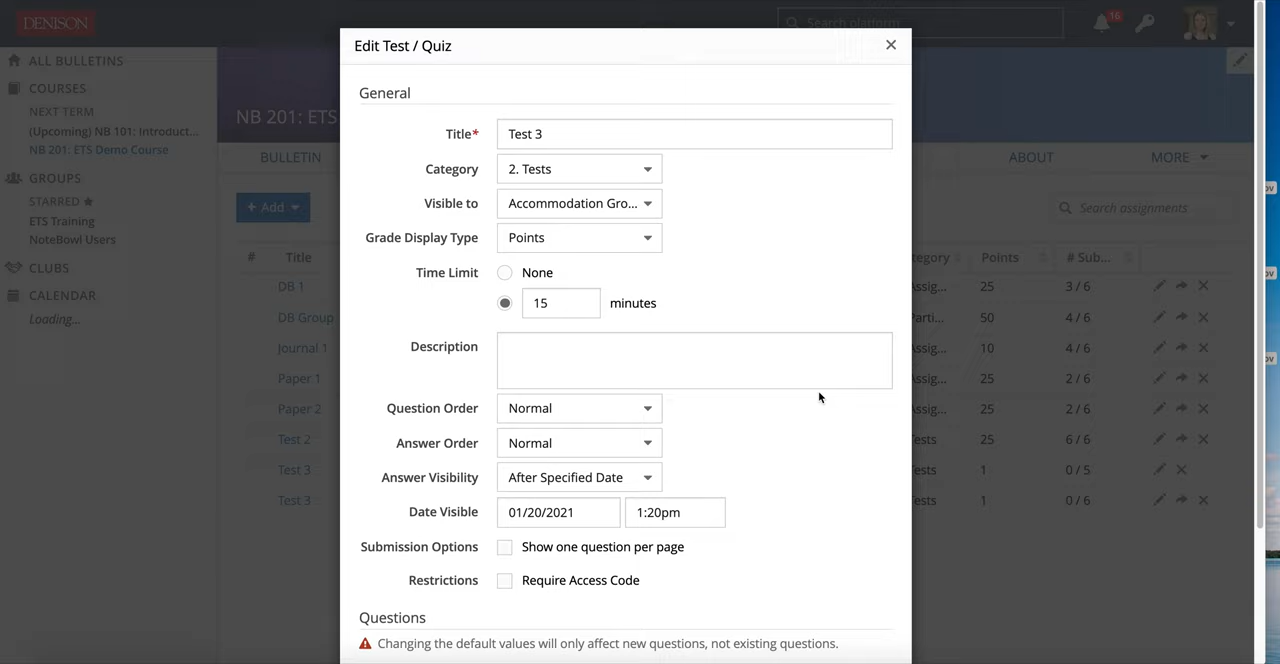 DENISON
Search platform
16
ALL BULLETINS
COURSES
NEXT TERM
(Upcoming) NB 101: Introduct...
NB 201: ETS Demo Course
GROUPS
STARRED
ETS Training
NoteBowl Users
CLUBS
CALENDAR
Loading...
NB 201: ETS
BULLETIN
ABOUT
MORE
+ Add
Search assignments
# Title
Points # Sub...
DB 1 25 3 / 6
DB Group 50 4 / 6
Journal 1 10 4 / 6
Paper 1 25 2 / 6
Paper 2 25 2 / 6
Test 2 25 6 / 6
Test 3 1 0 / 5
Test 3 1 0 / 6
Edit Test / Quiz
General
Title* Test 3
Category 2. Tests
Visible to Accommodation Gro...
Grade Display Type Points
Time Limit None
15 minutes
Description
Question Order Normal
Answer Order Normal
Answer Visibility After Specified Date
Date Visible 01/20/2021 1:20pm
Submission Options Show one question per page
Restrictions Require Access Code
Questions
Changing the default values will only affect new questions, not existing questions.